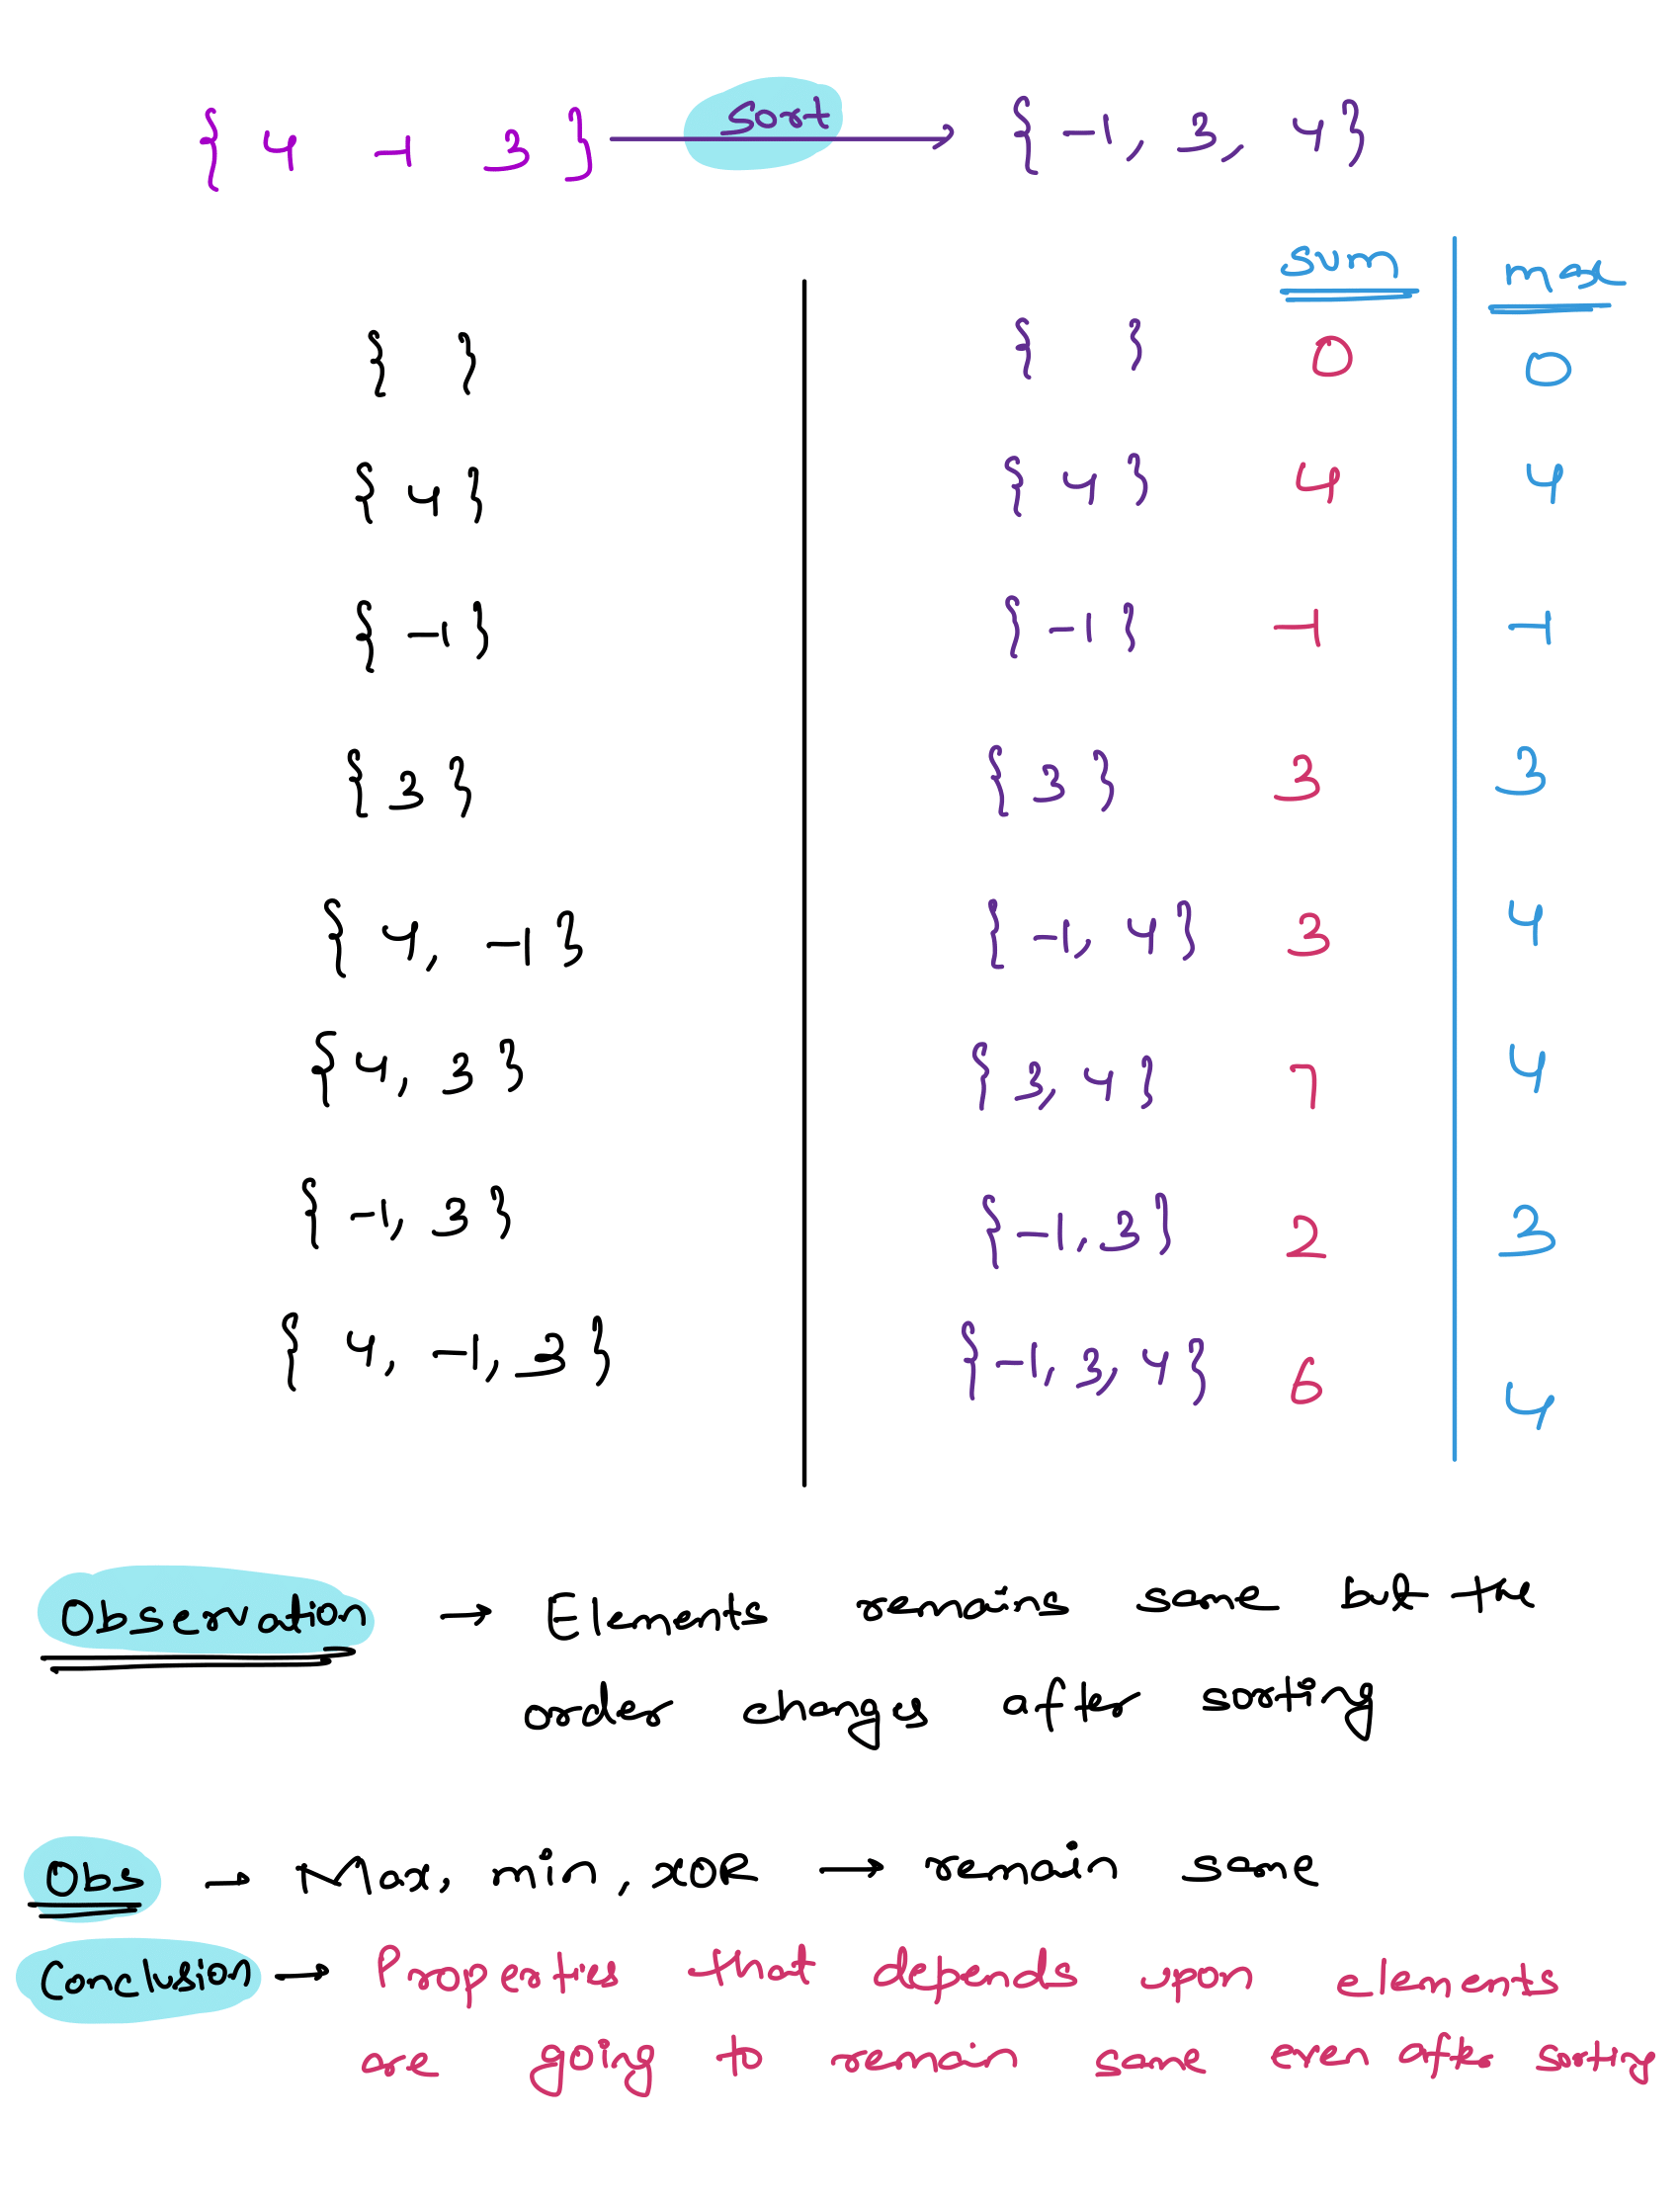 { 4 -1 3 } sort { -1, 3, 4 }
sum max
{ } { } 0 0
{ 4 } { 4 } 4 4
{ -1 } { -1 } -1 -1
{ 3 } { 3 } 3 3
{ 4, -1 } { -1, 4 } 3 4
{ 4, 3 } { 3, 4 } 7 4
{ -1, 3 } { -1, 3 } 2 3
{ 4, -1, 3 } { -1, 3, 4 } 6 4
Observation → Elements remains same but the
order changes after sorting
Obs → Max, min, XOR → remain same
Conclusion → Properties that depends upon elements
are going to remain same even after sorting